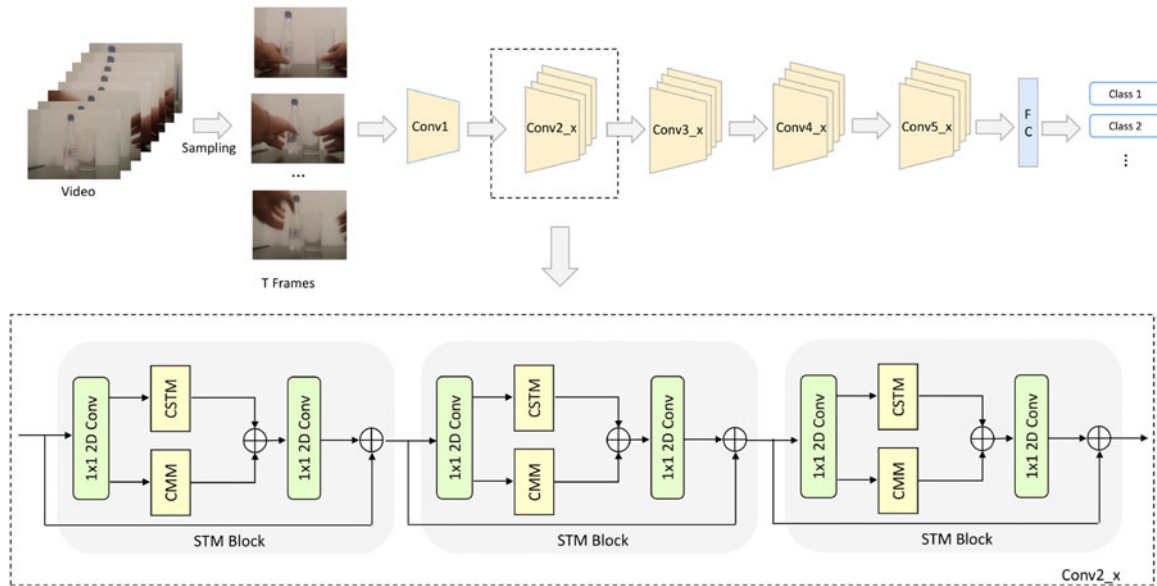 Video
Sampling
...
T Frames
Conv1
Conv2_x
Conv3_x
Conv4_x
Conv5_x
F
C
Class 1
Class 2
⋮
1x1 2D Conv
CSTM
CMM
1x1 2D Conv
STM Block
1x1 2D Conv
CSTM
CMM
1x1 2D Conv
STM Block
1x1 2D Conv
CSTM
CMM
1x1 2D Conv
STM Block
Conv2_x